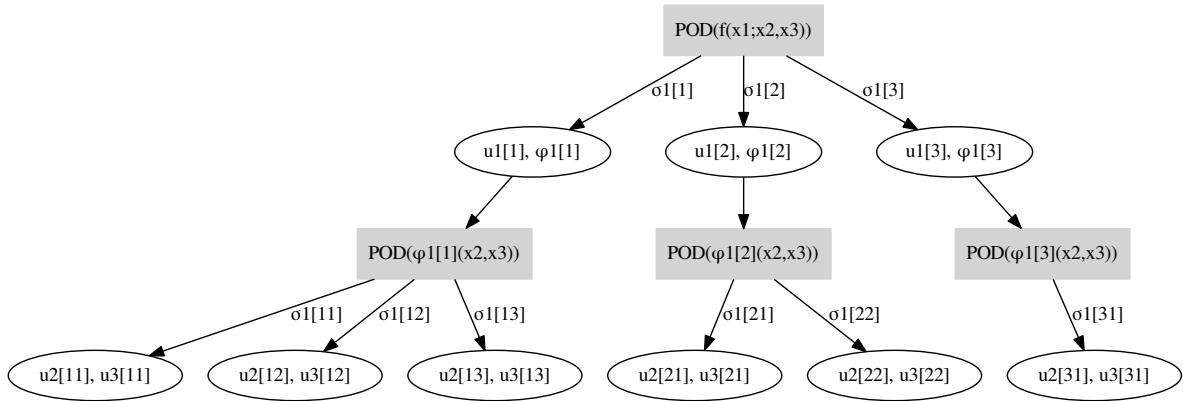 POD(f(x1;x2,x3))
σ1[1]
σ1[2]
σ1[3]
u1[1], φ1[1]
u1[2], φ1[2]
u1[3], φ1[3]
POD(φ1[1](x2,x3))
POD(φ1[2](x2,x3))
POD(φ1[3](x2,x3))
σ1[11]
σ1[12]
σ1[13]
σ1[21]
σ1[22]
σ1[31]
u2[11], u3[11]
u2[12], u3[12]
u2[13], u3[13]
u2[21], u3[21]
u2[22], u3[22]
u2[31], u3[31]